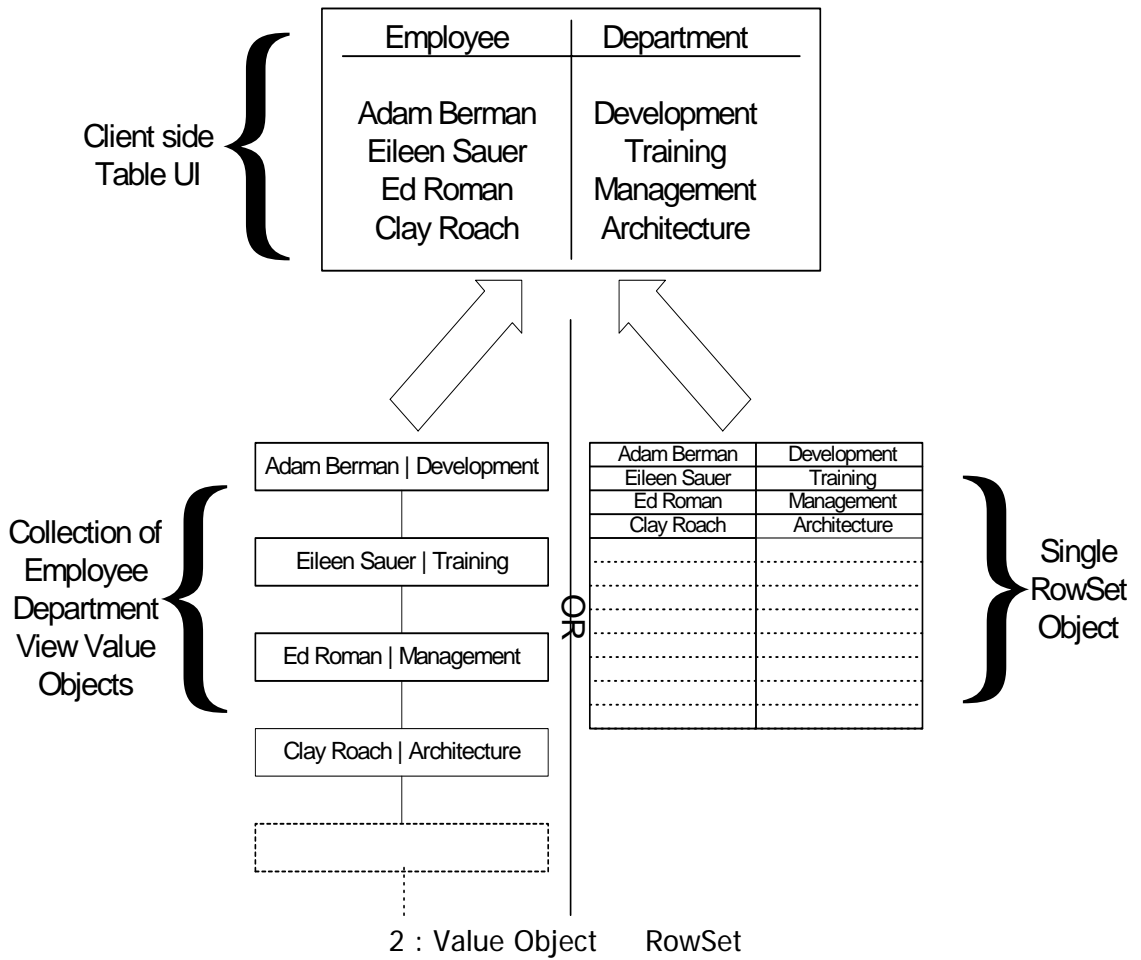 Employee Department
Adam Berman Development
Eileen Sauer Training
Ed Roman Management
Clay Roach Architecture
Client side
Table UI
Adam Berman | Development
Eileen Sauer | Training
Ed Roman | Management
Clay Roach | Architecture
Collection of
Employee
Department
View Value
Objects
OR
Adam Berman Development
Eileen Sauer Training
Ed Roman Management
Clay Roach Architecture
Single
RowSet
Object
2 : Value Object RowSet